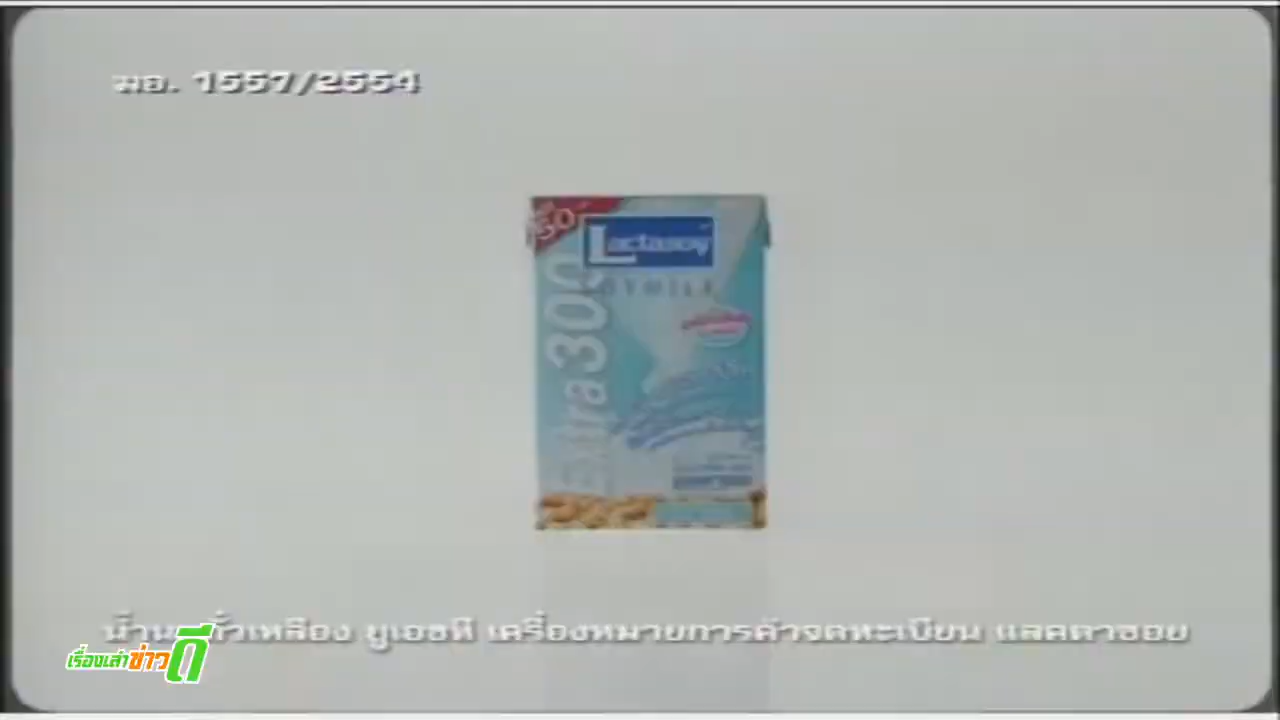 มอ. 1557/2554
50
Lactasoy
SOYMILK
Extra300
น้ำนมถั่วเหลือง ยูเอชที เครื่องหมายการค้าจดทะเบียน แลคตาซอย
เรื่องเล่าข่าวดี